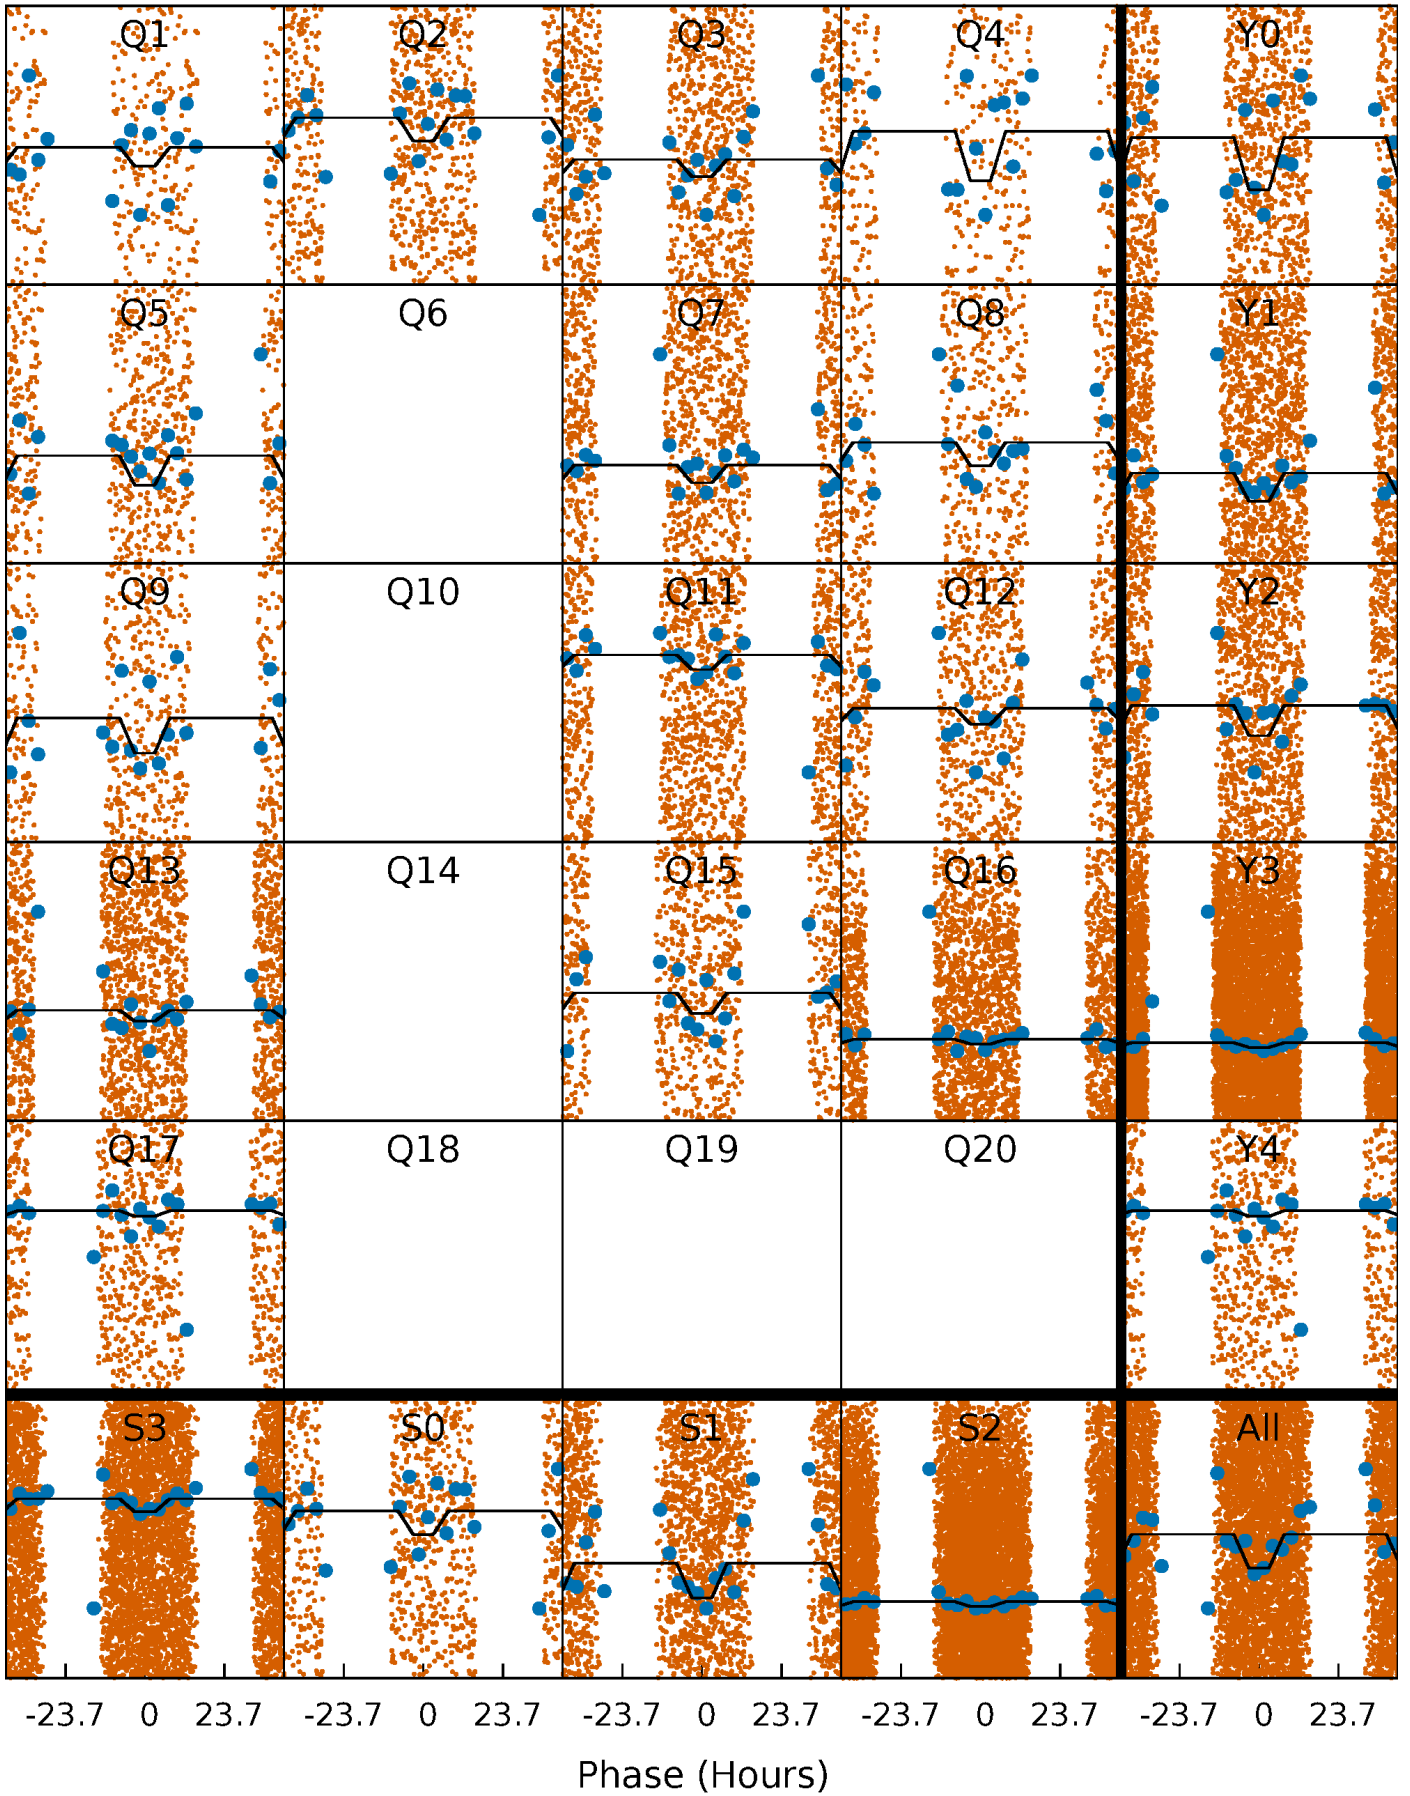 Q1 Q2 Q3 Q4 Y0
Q5 Q6 Q7 Q8 Y1
Q9 Q10 Q11 Q12 Y2
Q13 Q14 Q15 Q16 Y3
Q17 Q18 Q19 Q20 Y4
S3 S0 S1 S2 All
-23.7 0 23.7 -23.7 0 23.7 -23.7 0 23.7 -23.7 0 23.7 -23.7 0 23.7
Phase (Hours)